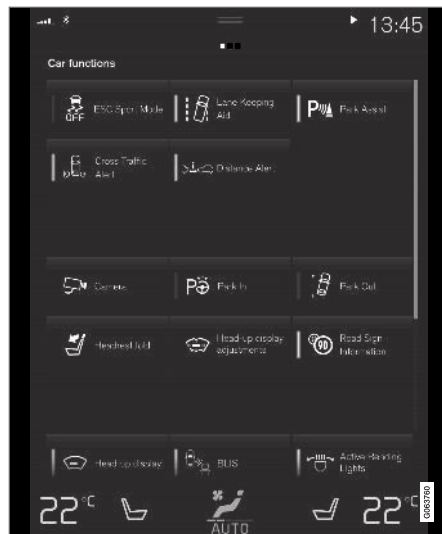 13:45
Car functions
OFF
ESC Sport Mode
Lane Keeping
Aid
P
Park Assist
Cross Traffic
Alert
Distance Alert
Camera
P
Park In
Park Out
Headrest fold
Head-up display
adjustments
90
Road Sign
Information
Head-up display
BLIS
Active Bending
Lights
22°C
AUTO
22°C
G063760